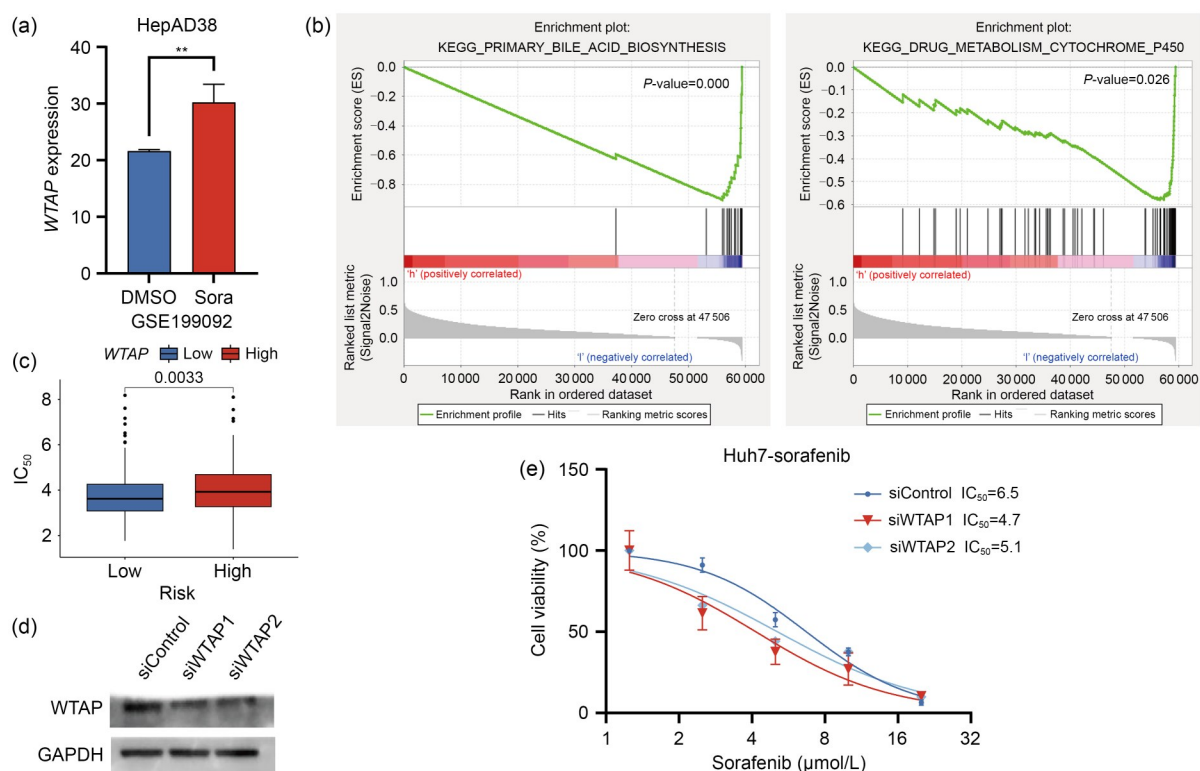 (a)
HepAD38
**
WTAP expression
40
30
20
10
0
DMSO Sora
GSE199092
(b)
Enrichment plot:
KEGG_PRIMARY_BILE_ACID_BIOSYNTHESIS
P-value=0.000
Enrichment score (ES)
0.0
−0.2
−0.4
−0.6
−0.8
'h' (positively correlated)
Ranked list metric
(Signal2Noise)
1.0
0.5
0.0
Zero cross at 47 506
'l' (negatively correlated)
0 10 000 20 000 30 000 40 000 50 000 60 000
Rank in ordered dataset
Enrichment profile Hits Ranking metric scores
Enrichment plot:
KEGG_DRUG_METABOLISM_CYTOCHROME_P450
P-value=0.026
Enrichment score (ES)
0.0
−0.1
−0.2
−0.3
−0.4
−0.5
−0.6
'h' (positively correlated)
Ranked list metric
(Signal2Noise)
1.0
0.5
0.0
Zero cross at 47 506
'l' (negatively correlated)
0 10 000 20 000 30 000 40 000 50 000 60 000
Rank in ordered dataset
Enrichment profile Hits Ranking metric scores
(c)
WTAP Low High
0.0033
IC50
8
6
4
2
Low High
Risk
(d)
siControl siWTAP1 siWTAP2
WTAP
GAPDH
(e)
Huh7-sorafenib
siControl IC50=6.5
siWTAP1 IC50=4.7
siWTAP2 IC50=5.1
Cell viability (%)
150
100
50
0
1 2 4 8 16 32
Sorafenib (μmol/L)